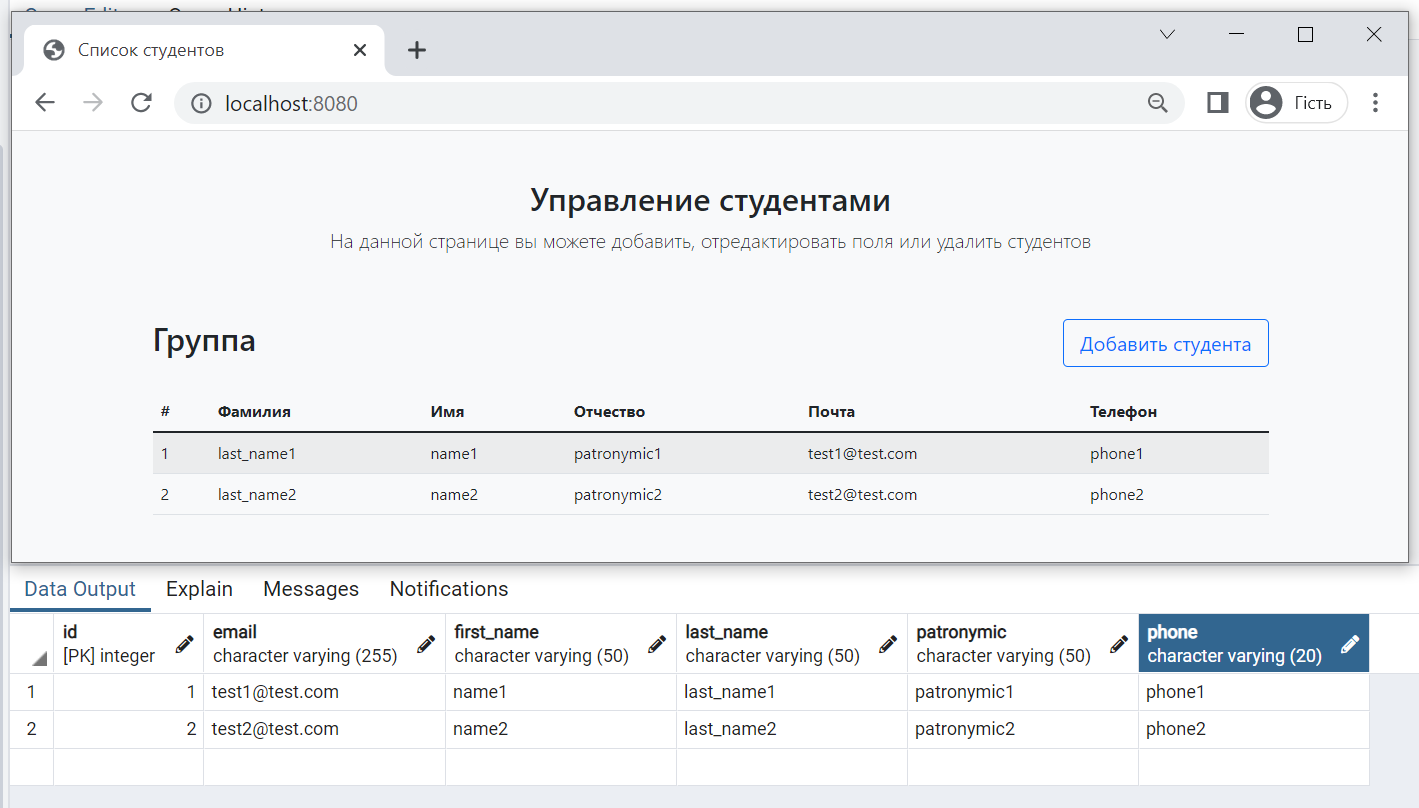 Список студентов
localhost:8080
Гість
Управление студентами
На данной странице вы можете добавить, отредактировать поля или удалить студентов
Группа
Добавить студента
# Фамилия Имя Отчество Почта Телефон
1 last_name1 name1 patronymic1 test1@test.com phone1
2 last_name2 name2 patronymic2 test2@test.com phone2
Data Output Explain Messages Notifications
id email first_name last_name patronymic phone
[PK] integer character varying (255) character varying (50) character varying (50) character varying (50) character varying (20)
1 1 test1@test.com name1 last_name1 patronymic1 phone1
2 2 test2@test.com name2 last_name2 patronymic2 phone2